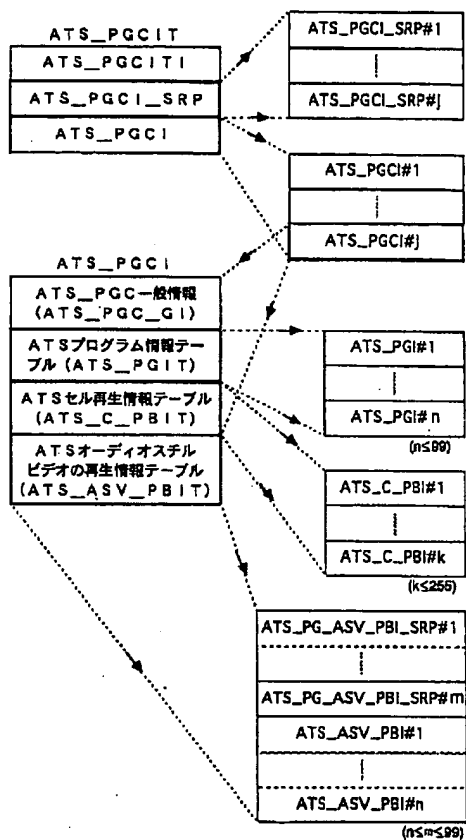 ATS_PGCIT
ATS_PGCITI
ATS_PGCI_SRP
ATS_PGCI
ATS_PGCI_SRP#1
ATS_PGCI_SRP#j
ATS_PGCI#1
ATS_PGCI#j
ATS_PGCI
ATS_PGC一般情報
(ATS_PGC_GI)
ATSプログラム情報テー
ブル(ATS_PGIT)
ATSセル再生情報テーブル
(ATS_C_PBIT)
ATSオーディオスチル
ビデオの再生情報テーブル
(ATS_ASV_PBIT)
ATS_PGI#1
ATS_PGI#n
(n≤99)
ATS_C_PBI#1
ATS_C_PBI#k
(k≤255)
ATS_PG_ASV_PBI_SRP#1
ATS_PG_ASV_PBI_SRP#m
ATS_ASV_PBI#1
ATS_ASV_PBI#n
(n≤m≤99)